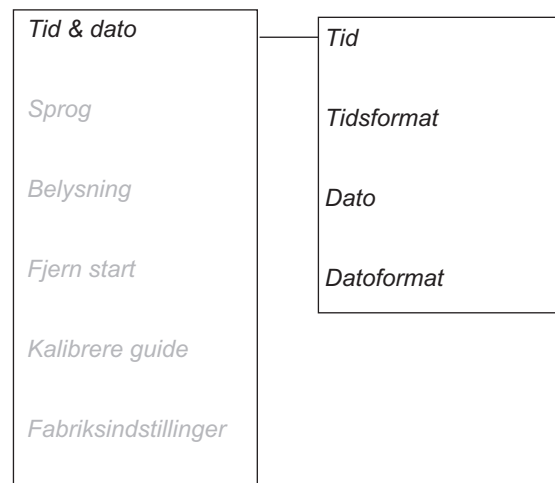 Tid & dato
Sprog
Belysning
Fjern start
Kalibrere guide
Fabriksindstillinger
Tid
Tidsformat
Dato
Datoformat